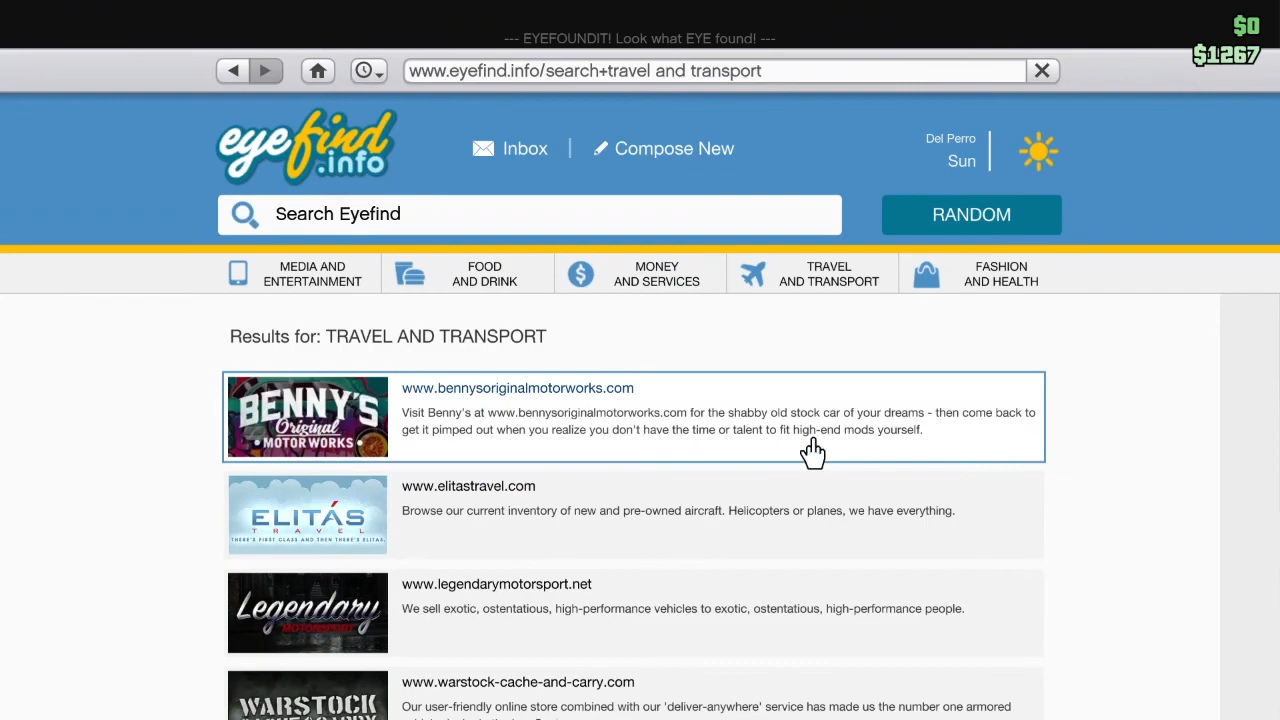 $0
--- EYEFOUNDIT! Look what EYE found! ---
$1267
www.eyefind.info/search+travel and transport
eyefind
.info
Inbox
Compose New
Del Perro
Sun
Search Eyefind
RANDOM
MEDIA AND
ENTERTAINMENT
FOOD
AND DRINK
MONEY
AND SERVICES
TRAVEL
AND TRANSPORT
FASHION
AND HEALTH
Results for: TRAVEL AND TRANSPORT
BENNY'S
Original
MOTOR WORKS
www.bennysoriginalmotorworks.com
Visit Benny's at www.bennysoriginalmotorworks.com for the shabby old stock car of your dreams - then come back to
get it pimped out when you realize you don't have the time or talent to fit high-end mods yourself.
ELITÁS
TRAVEL
THERE'S FIRST CLASS AND THEN THERE'S ELITAS.
www.elitastravel.com
Browse our current inventory of new and pre-owned aircraft. Helicopters or planes, we have everything.
Legendary
MOTORSPORT
www.legendarymotorsport.net
We sell exotic, ostentatious, high-performance vehicles to exotic, ostentatious, high-performance people.
WARSTOCK
www.warstock-cache-and-carry.com
Our user-friendly online store combined with our 'deliver-anywhere' service has made us the number one armored